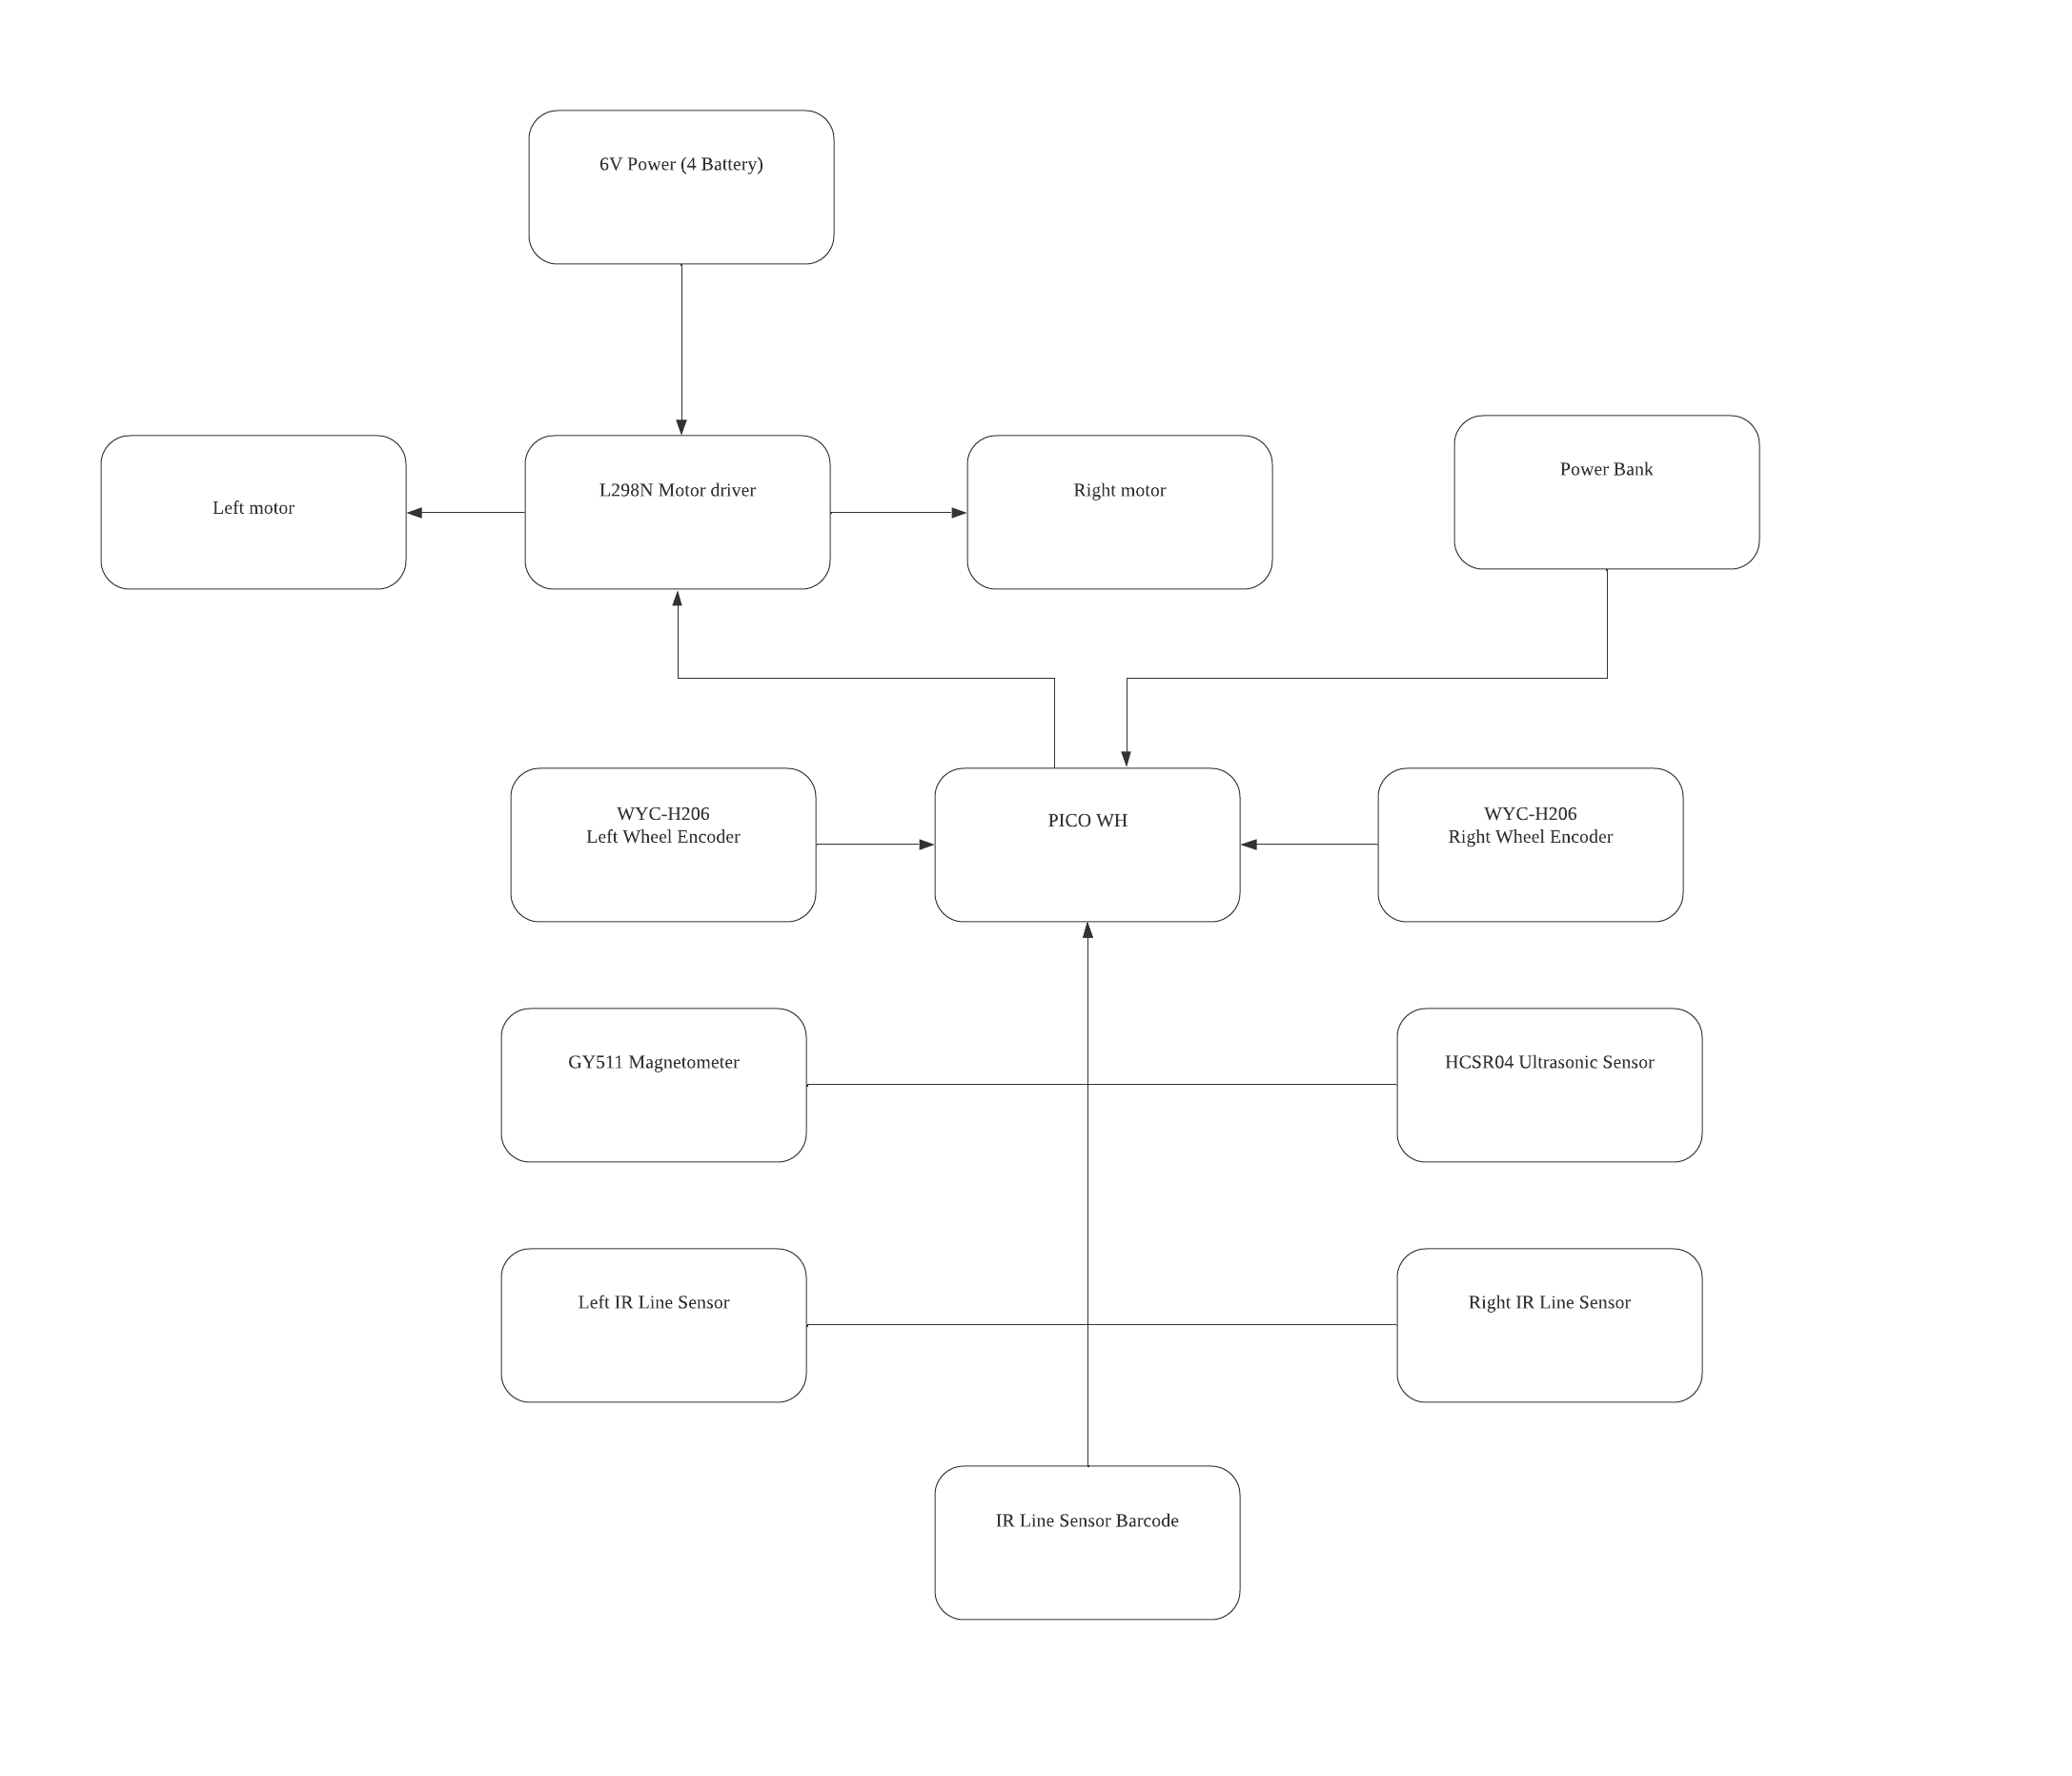 6V Power (4 Battery)
Left motor
L298N Motor driver
Right motor
Power Bank
WYC-H206
Left Wheel Encoder
PICO WH
WYC-H206
Right Wheel Encoder
GY511 Magnetometer
HCSR04 Ultrasonic Sensor
Left IR Line Sensor
Right IR Line Sensor
IR Line Sensor Barcode